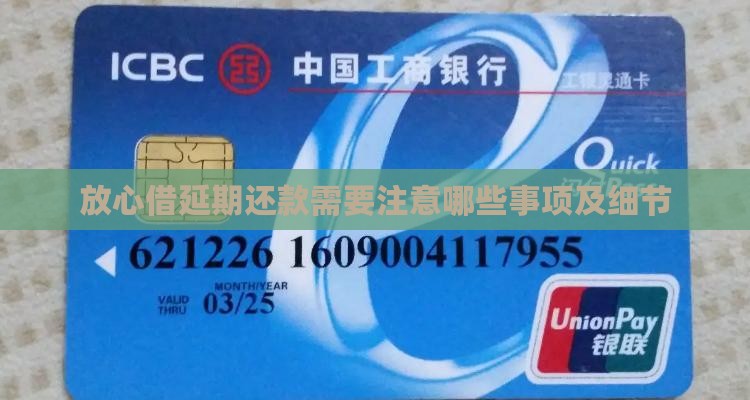 ICBC 中国工商银行
工银灵通卡
Quick
放心借延期还款需要注意哪些事项及细节
621226 1609004117955
MONTH/YEAR
VALID THRU 03/25
UnionPay
银联